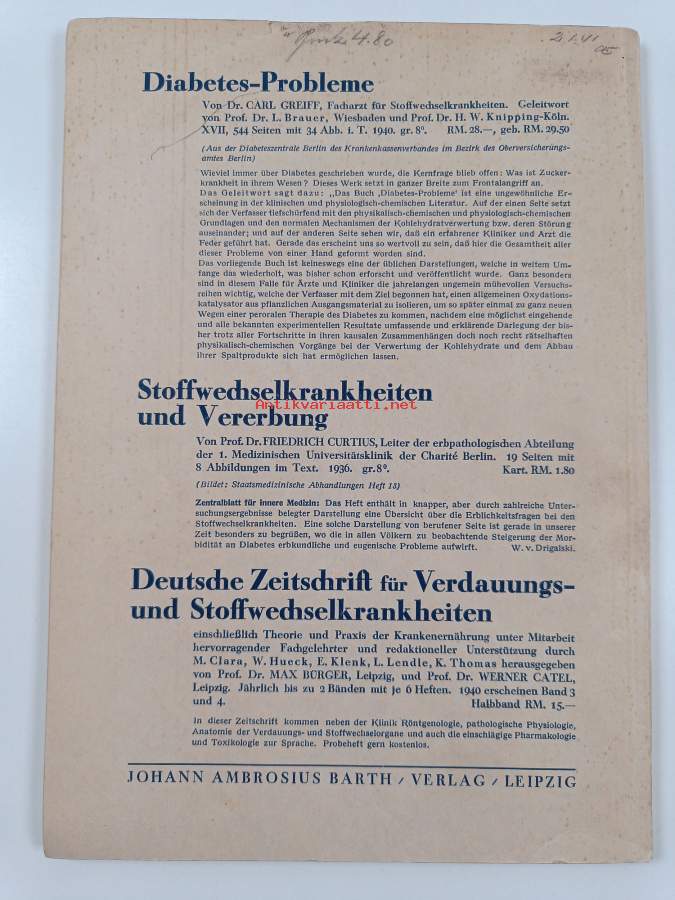 4.80
Diabetes-Probleme
Von Dr. CARL GREIFF, Facharzt für Stoffwechselkrankheiten. Geleitwort
von Prof. Dr. L. Brauer, Wiesbaden und Prof. Dr. H. W. Knipping-Köln.
XVII, 544 Seiten mit 34 Abb. i. T. 1940. gr. 8°. RM. 28.—, geb. RM. 29.50
(Aus der Diabeteszentrale Berlin des Krankenkassenverbandes im Bezirk des Oberversicherungs-
amtes Berlin)
Wieviel immer über Diabetes geschrieben wurde, die Kernfrage blieb offen: Was ist Zucker-
krankheit in ihrem Wesen? Dieses Werk setzt in ganzer Breite zum Frontalangriff an.
Das Geleitwort sagt dazu: „Das Buch ‚Diabetes-Probleme' ist eine ungewöhnliche Er-
scheinung in der klinischen und physiologisch-chemischen Literatur. Auf der einen Seite setzt
sich der Verfasser tiefschürfend mit den physikalisch-chemischen und physiologisch-chemischen
Grundlagen und den normalen Mechanismen der Kohlehydratverwertung bzw. deren Störung
auseinander; und auf der anderen Seite sehen wir, daß ein erfahrener Kliniker und Arzt die
Feder geführt hat. Gerade das erscheint uns so wertvoll zu sein, daß hier die Gesamtheit aller
dieser Probleme von einer Hand geformt worden sind.
Das vorliegende Buch ist keineswegs eine der üblichen Darstellungen, welche in weitem Um-
fange das wiederholt, was bisher schon erforscht und veröffentlicht wurde. Ganz besonders
sind in diesem Falle für Ärzte und Kliniker die jahrelangen ungemein mühevollen Versuchs-
reihen wichtig, welche der Verfasser mit dem Ziel begonnen hat, einen allgemeinen Oxydations-
katalysator aus pflanzlichen Ausgangsmaterial zu isolieren, um so später einmal zu ganz neuen
Wegen einer peroralen Therapie des Diabetes zu kommen, nachdem eine möglichst eingehende
und alle bekannten experimentellen Resultate umfassende und erklärende Darlegung der bis-
her trotz aller Fortschritte in ihren kausalen Zusammenhängen doch noch recht rätselhaften
physikalisch-chemischen Vorgänge bei der Verwertung der Kohlehydrate und dem Abbau
ihrer Spaltprodukte sich hat ermöglichen lassen.
Stoffwechselkrankheiten
Antikvariaatti.net
und Vererbung
Von Prof. Dr. FRIEDRICH CURTIUS, Leiter der erbpathologischen Abteilung
der 1. Medizinischen Universitätsklinik der Charité Berlin. 19 Seiten mit
8 Abbildungen im Text. 1936. gr. 8°. Kart. RM. 1.80
(Bildet: Staatsmedizinische Abhandlungen Heft 13)
Zentralblatt für innere Medizin: Das Heft enthält in knapper, aber durch zahlreiche Unter-
suchungsergebnisse belegter Darstellung eine Übersicht über die Erblichkeitsfragen bei den
Stoffwechselkrankheiten. Eine solche Darstellung von berufener Seite ist gerade in unserer
Zeit besonders zu begrüßen, wo die in allen Völkern zu beobachtende Steigerung der Mor-
bidität an Diabetes erbkundliche und eugenische Probleme aufwirft. W. v. Drigalski.
Deutsche Zeitschrift für Verdauungs-
und Stoffwechselkrankheiten
einschließlich Theorie und Praxis der Krankenernährung unter Mitarbeit
hervorragender Fachgelehrter und redaktioneller Unterstützung durch
M. Clara, W. Hueck, E. Klenk, L. Lendle, K. Thomas herausgegeben
von Prof. Dr. MAX BÜRGER, Leipzig, und Prof. Dr. WERNER CATEL,
Leipzig. Jährlich bis zu 2 Bänden mit je 6 Heften. 1940 erscheinen Band 3
und 4. Halbband RM. 15.—
In dieser Zeitschrift kommen neben der Klinik Röntgenologie, pathologische Physiologie,
Anatomie der Verdauungs- und Stoffwechselorgane und auch die einschlägige Pharmakologie
und Toxikologie zur Sprache. Probeheft gern kostenlos.
JOHANN AMBROSIUS BARTH / VERLAG / LEIPZIG